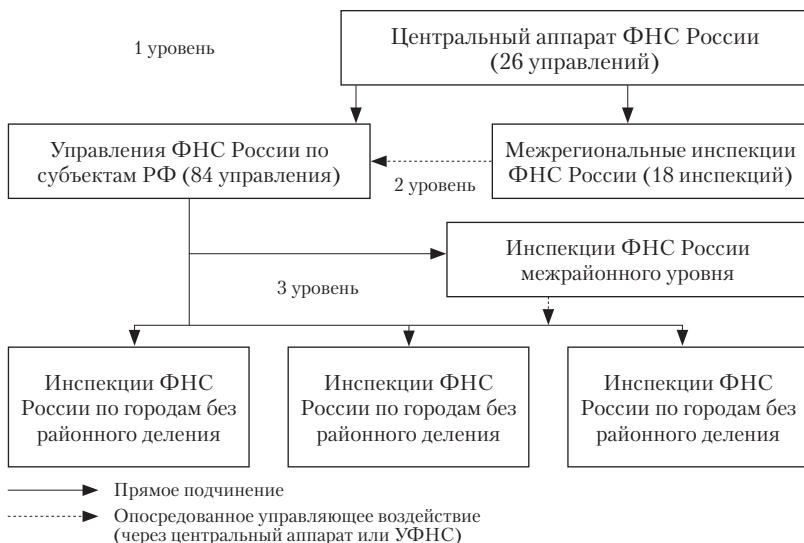 1 уровень
Центральный аппарат ФНС России
(26 управлений)
Управления ФНС России по
субъектам РФ (84 управления)
2 уровень
Межрегиональные инспекции
ФНС России (18 инспекций)
Инспекции ФНС России
межрайонного уровня
3 уровень
Инспекции ФНС
России по городам без
районного деления
Инспекции ФНС
России по городам без
районного деления
Инспекции ФНС
России по городам без
районного деления
Прямое подчинение
Опосредованное управляющее воздействие
(через центральный аппарат или УФНС)